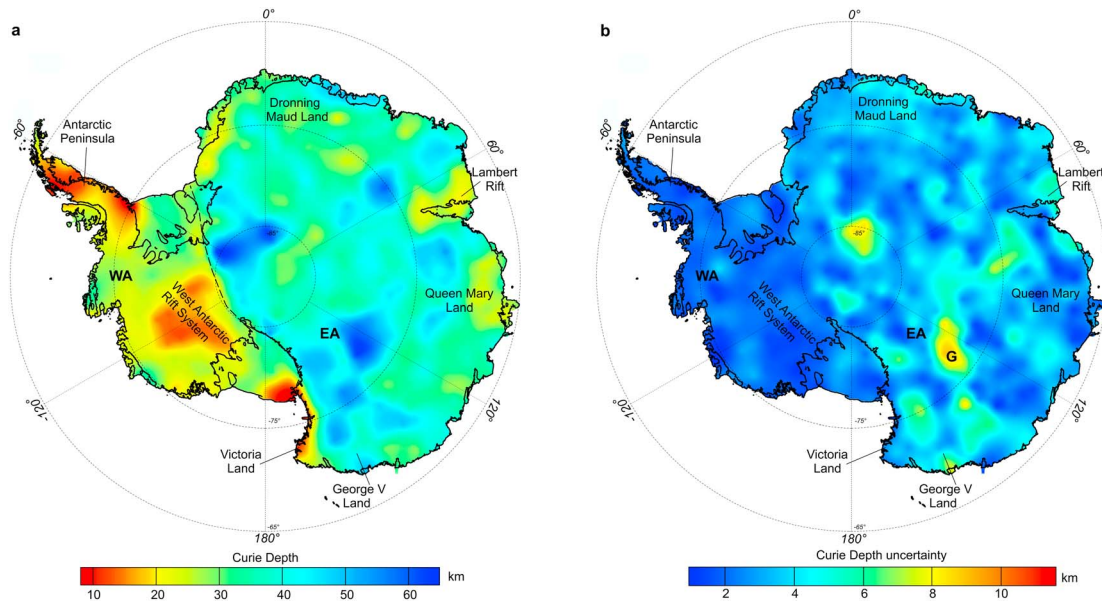 a
0°
Dronning
Maud Land
Antarctic
Peninsula
-60°
60°
Lambert
Rift
-85°
WA
West Antarctic
Rift System
Queen Mary
Land
EA
-120°
120°
-75°
Victoria
Land
George V
Land
-65°
180°
Curie Depth
10
20
30
40
50
60
km
b
0°
Dronning
Maud Land
Antarctic
Peninsula
-60°
60°
Lambert
Rift
-85°
WA
West Antarctic
Rift System
Queen Mary
Land
EA
G
-120°
120°
-75°
Victoria
Land
George V
Land
-65°
180°
Curie Depth uncertainty
2
4
6
8
10
km